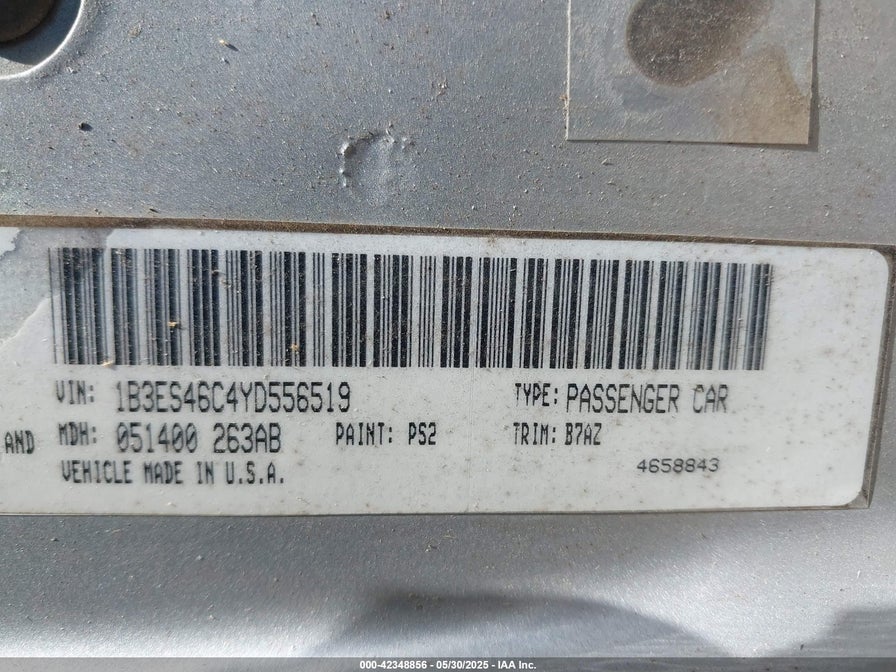 VIN: 1B3ES46C4YD556519 TYPE: PASSENGER CAR
AND MDH: 051400 263AB PAINT: PS2 TRIM: B7AZ
VEHICLE MADE IN U.S.A. 4658843
000-42348856 — 05/30/2025 — IAA Inc.